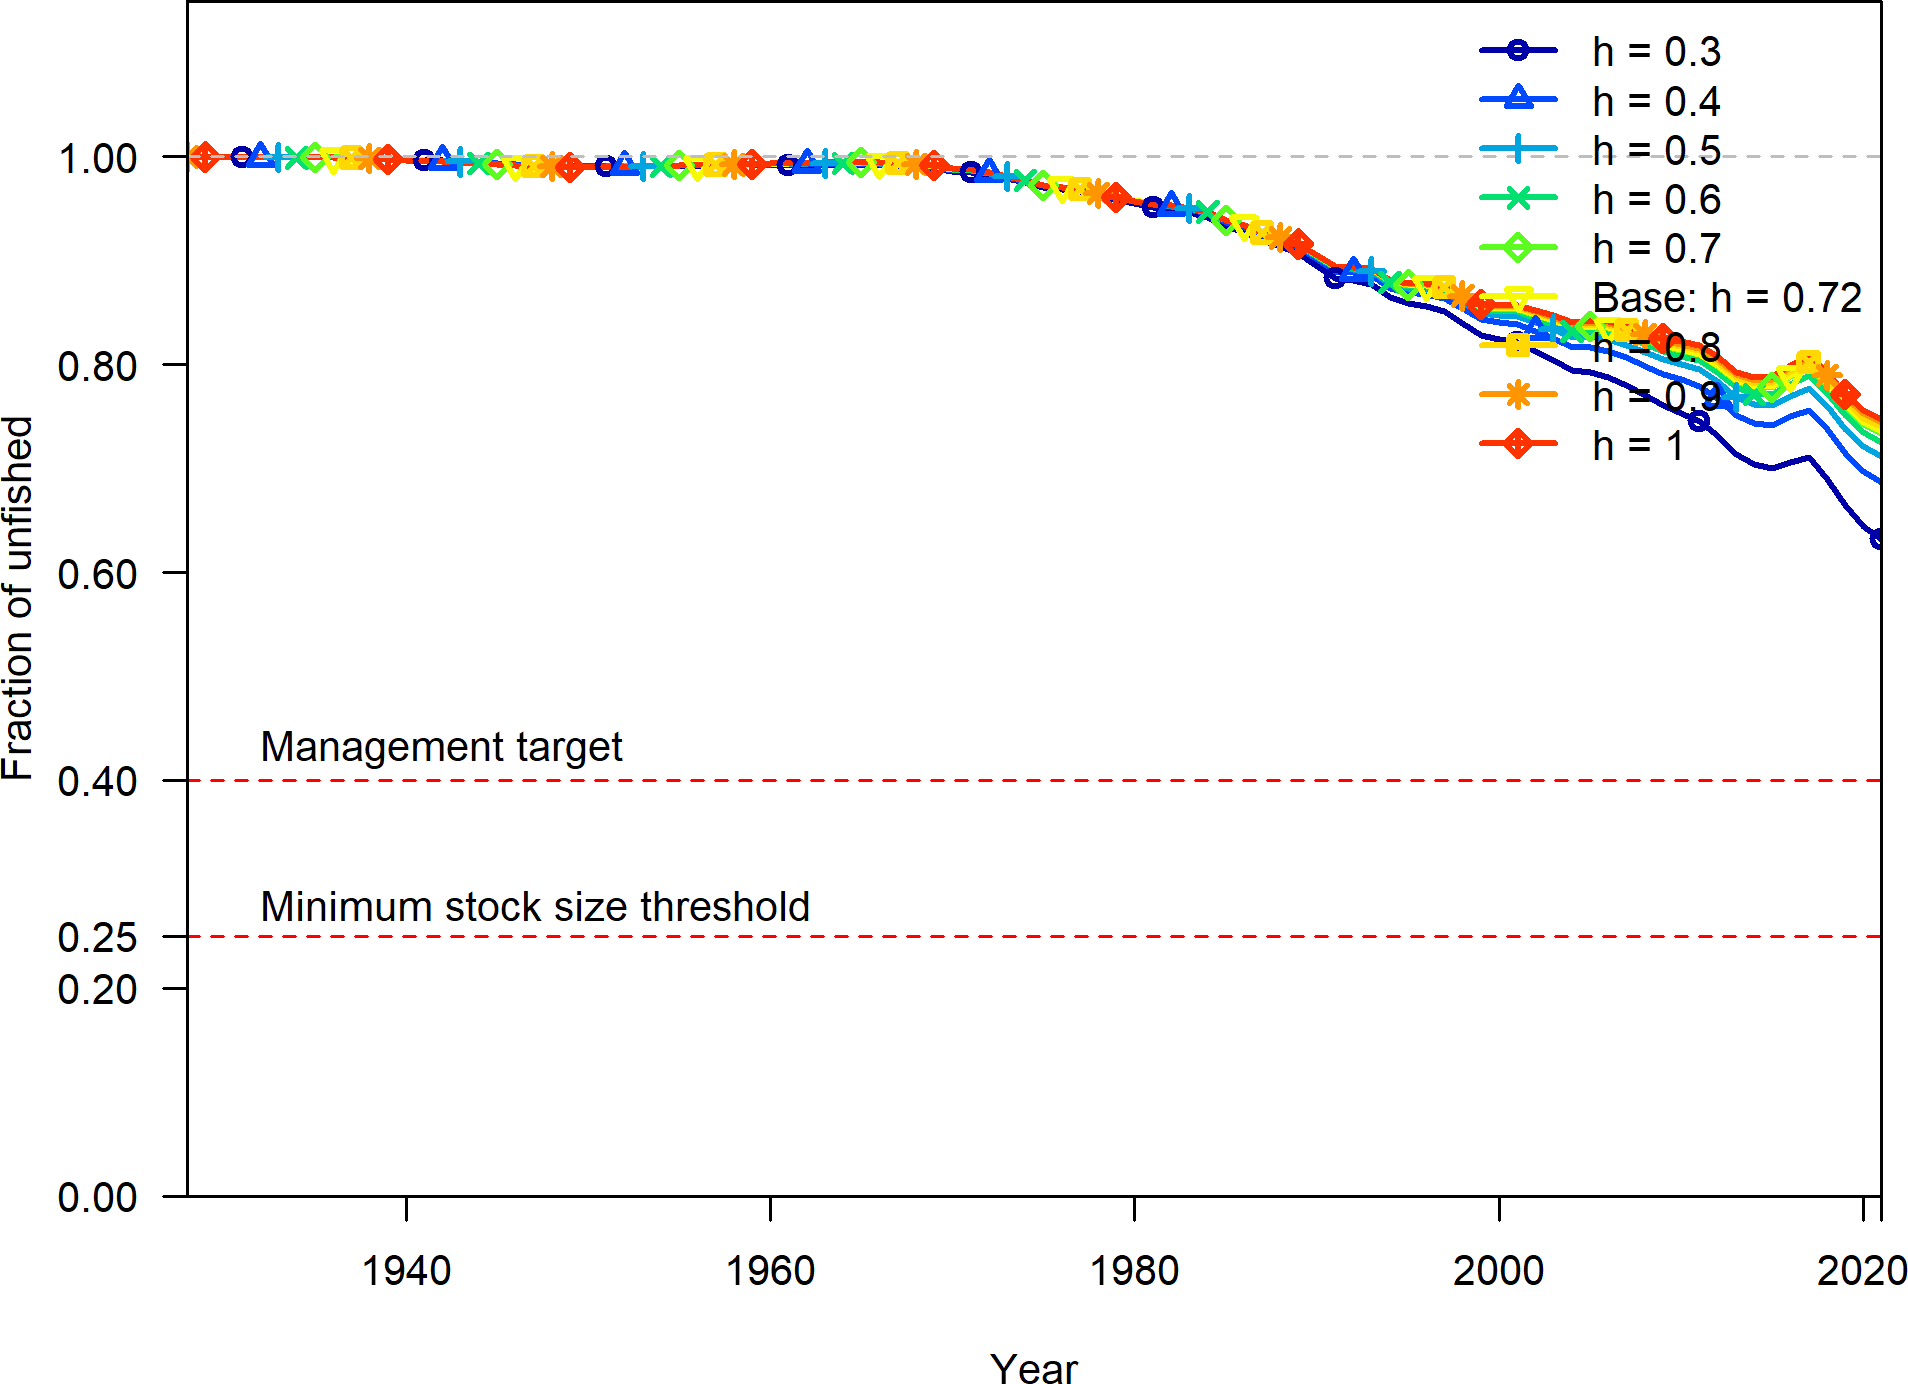 h = 0.3
h = 0.4
h = 0.5
h = 0.6
h = 0.7
Base: h = 0.72
h = 0.8
h = 0.9
h = 1
Fraction of unfished
1.00
0.80
0.60
0.40
0.25
0.20
0.00
Management target
Minimum stock size threshold
1940
1960
1980
2000
2020
Year